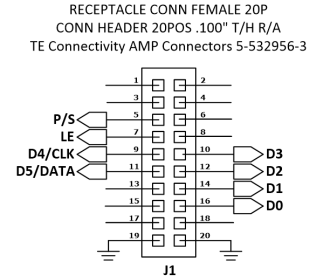 RECEPTACLE CONN FEMALE 20P
CONN HEADER 20POS .100" T/H R/A
TE Connectivity AMP Connectors 5-532956-3
1 2
3 4
P/S 5 6
LE 7 8
D4/CLK 9 10 D3
D5/DATA 11 12 D2
13 14 D1
15 16 D0
17 18
19 20
J1